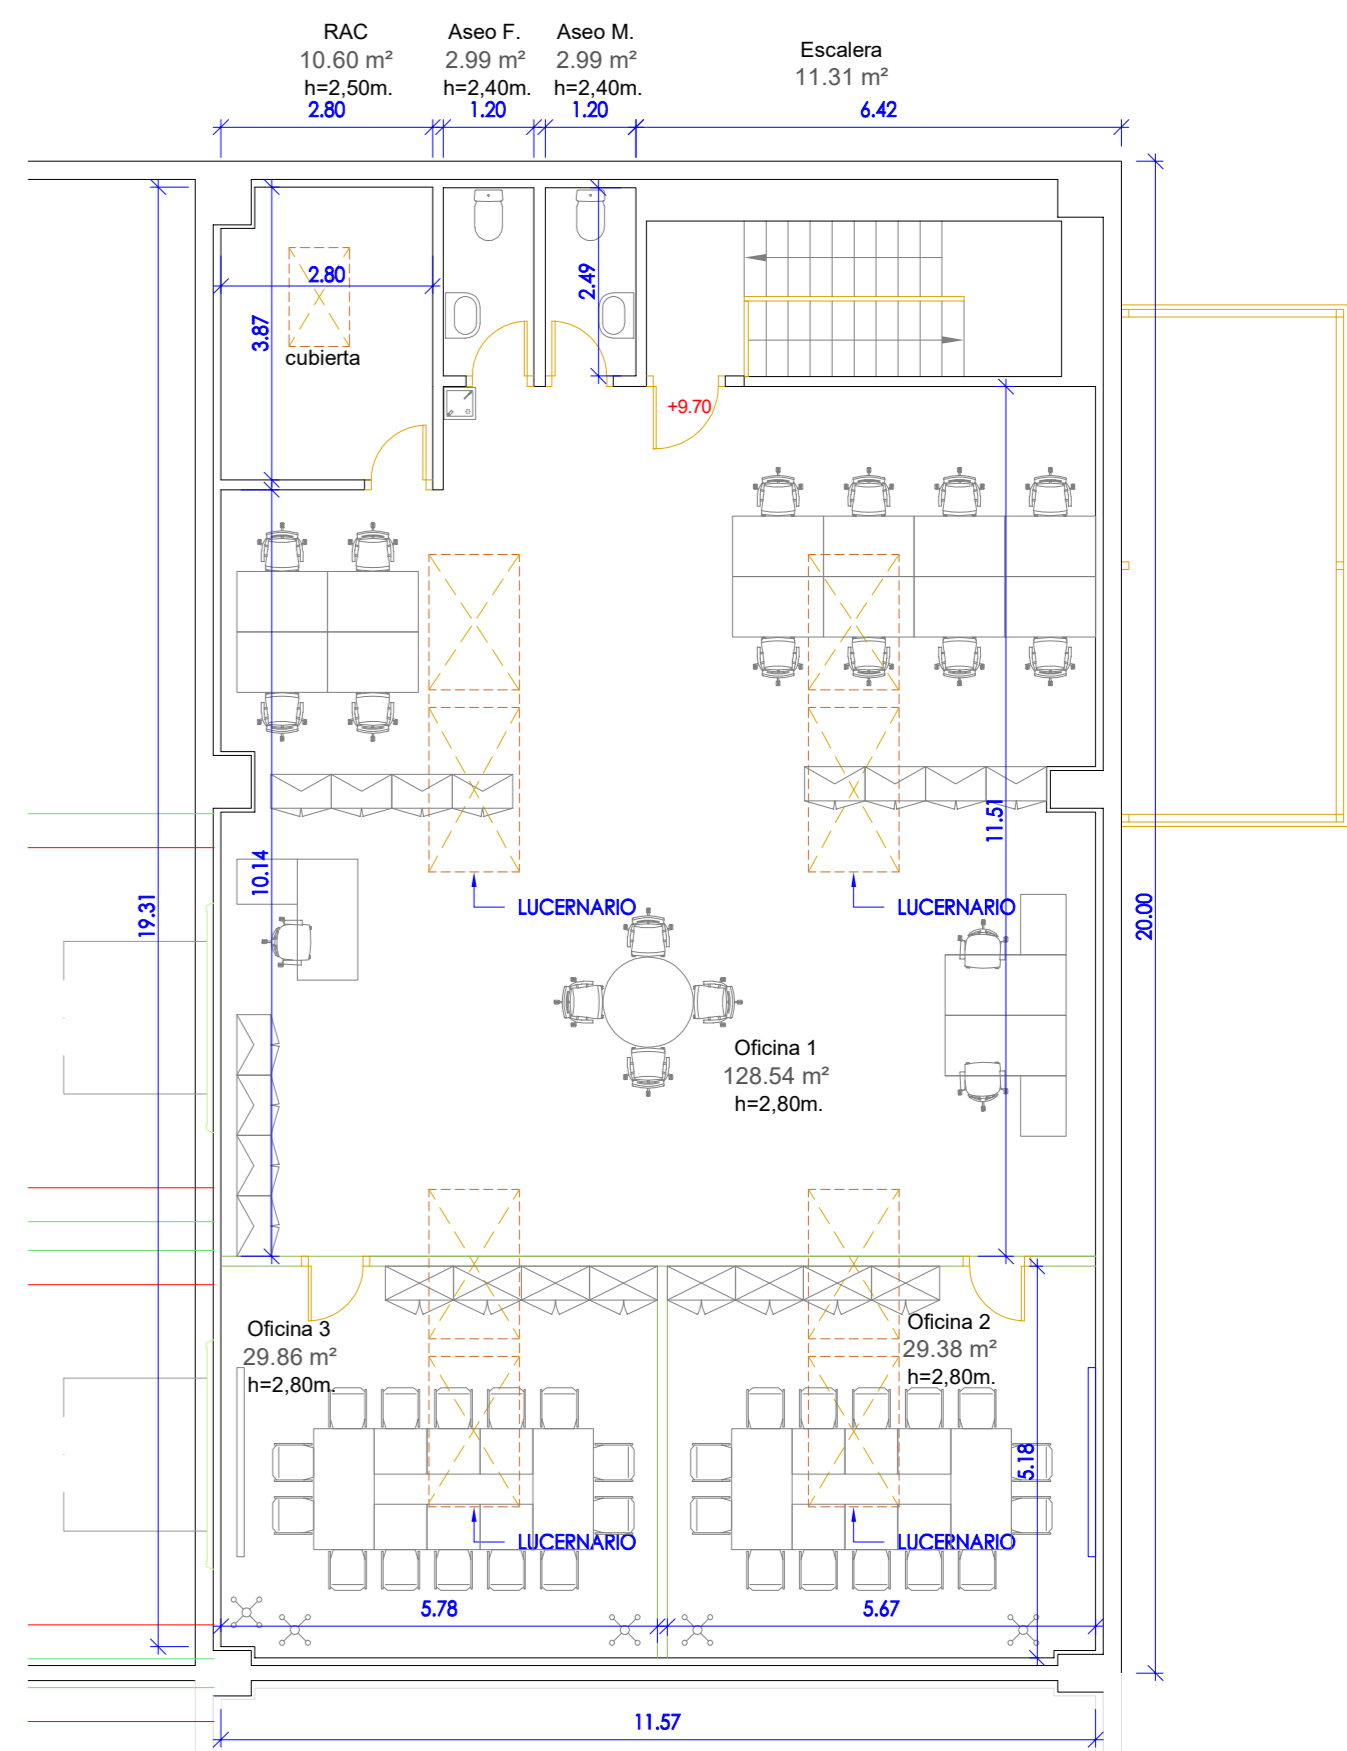 RAC
10.60 m²
h=2,50m.
2.80
Aseo F.
2.99 m²
h=2,40m.
1.20
Aseo M.
2.99 m²
h=2,40m.
1.20
Escalera
11.31 m²
6.42
2.80
cubierta
3.87
2.49
+9.70
10.14
19.31
11.51
20.00
LUCERNARIO
LUCERNARIO
Oficina 1
128.54 m²
h=2,80m.
Oficina 3
29.86 m²
h=2,80m.
Oficina 2
29.38 m²
h=2,80m.
5.18
LUCERNARIO
LUCERNARIO
5.78
5.67
11.57